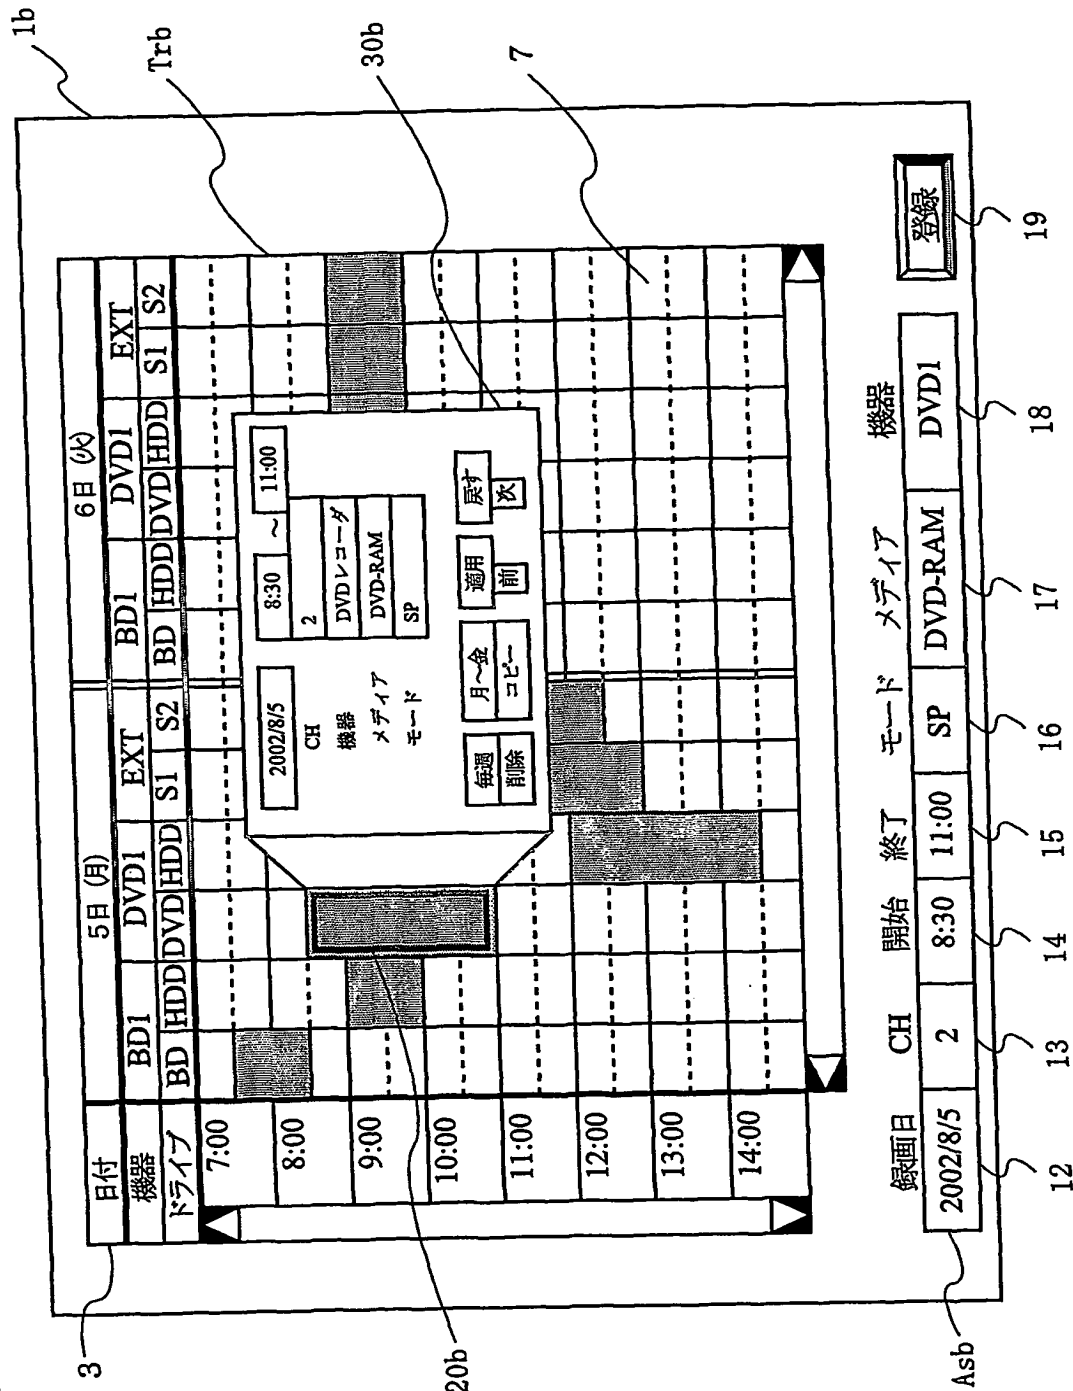 1b
Trb
30b
7
日付 5日 (月) 6日 (火)
機器 BD1 DVD1 EXT BD1 DVD1 EXT
ドライブ BD HDD DVD HDD S1 S2 BD HDD DVD HDD S1 S2
7:00
8:00
9:00
10:00
11:00
12:00
13:00
14:00
2002/8/5 8:30 ～ 11:00
CH 2
機器 DVDレコーダ
メディア DVD-RAM
モード SP
毎週 月～金 適用 戻す
削除 コピー 前 次
録画日 CH 開始 終了 モード メディア 機器
2002/8/5 2 8:30 11:00 SP DVD-RAM DVD1 登録
12 13 14 15 16 17 18 19
3
20b
Asb